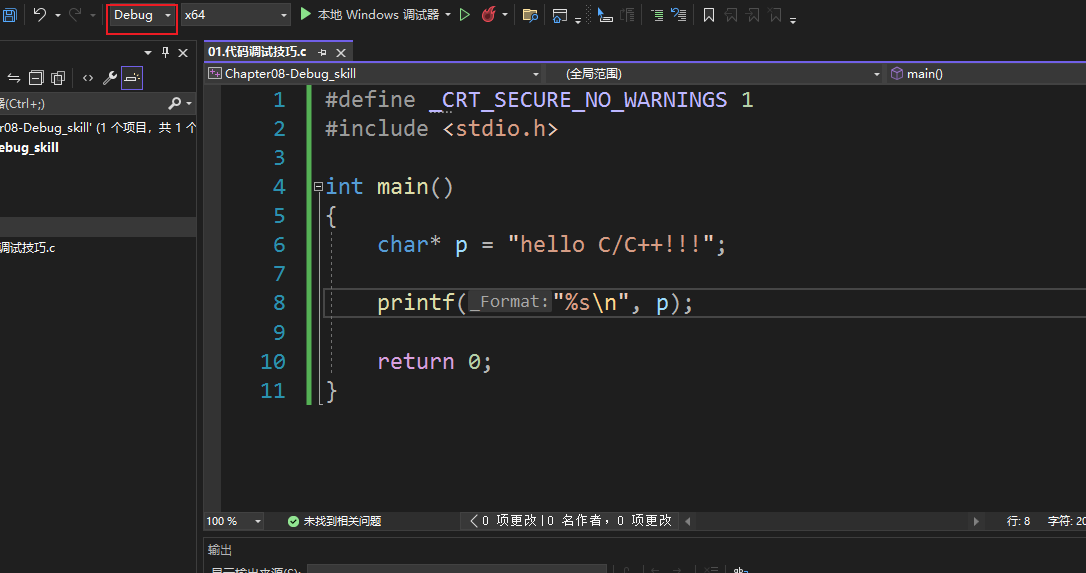 Debug x64 本地 Windows 调试器
01.代码调试技巧.c
Chapter08-Debug_skill (全局范围) main()
器(Ctrl+;)
r08-Debug_skill' (1 个项目，共 1 个
ebug_skill
调试技巧.c
1 #define _CRT_SECURE_NO_WARNINGS 1
2 #include <stdio.h>
3
4 int main()
5 {
6 char* p = "hello C/C++!!!";
7
8 printf(_Format:"%s\n", p);
9
10 return 0;
11 }
100 % 未找到相关问题 0 项更改 | 0 名作者，0 项更改 行: 8 字符: 20
输出
显示输出来源(S):